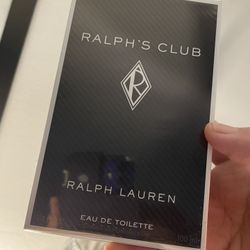 RALPH'S CLUB
R
RALPH LAUREN
EAU DE TOILETTE